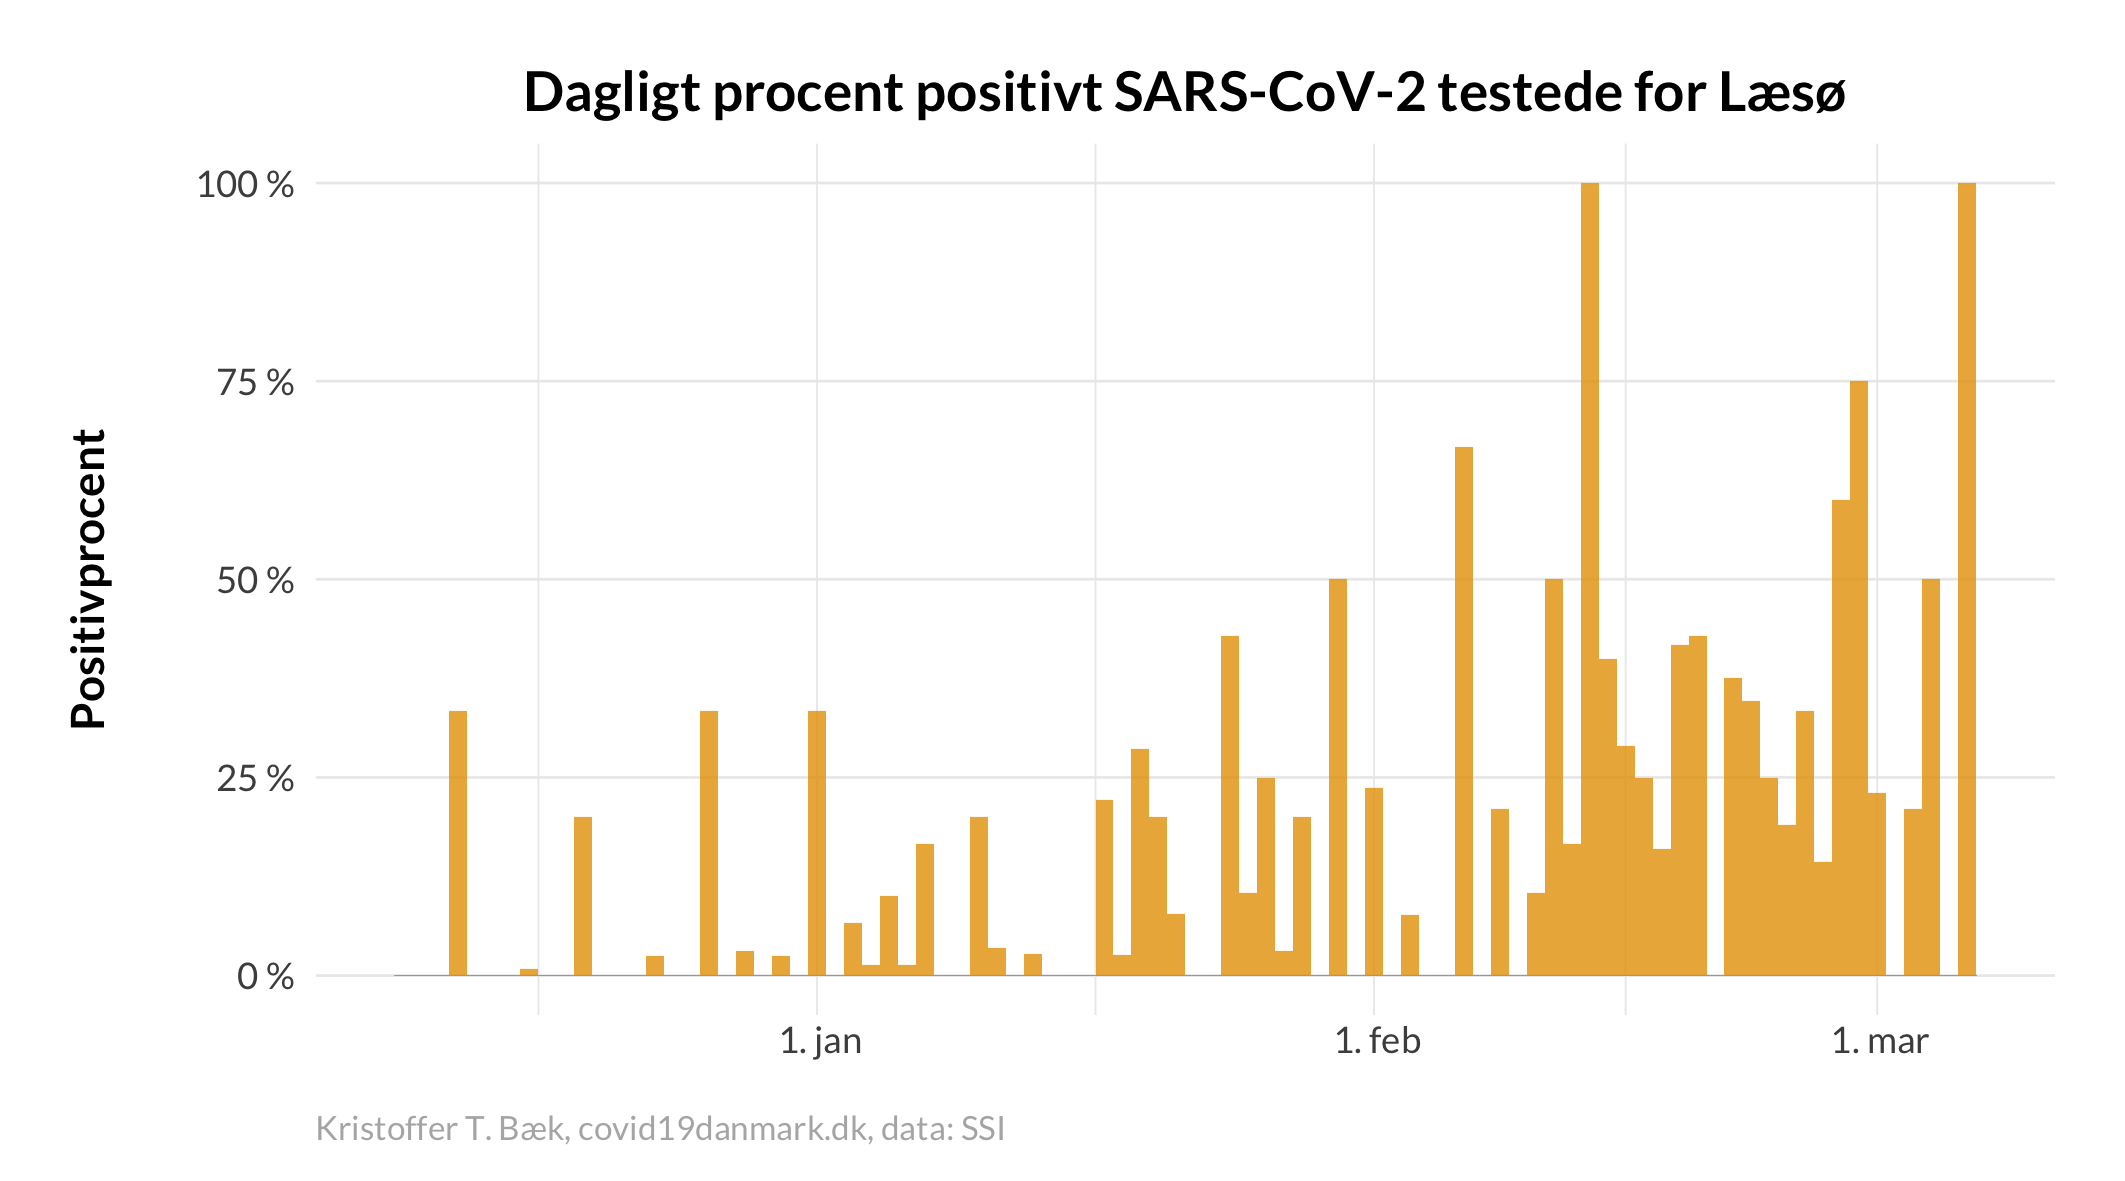 Dagligt procent positivt SARS-CoV-2 testede for Læsø
Positivprocent
100 %
75 %
50 %
25 %
0 %
1. jan
1. feb
1. mar
Kristoffer T. Bæk, covid19danmark.dk, data: SSI